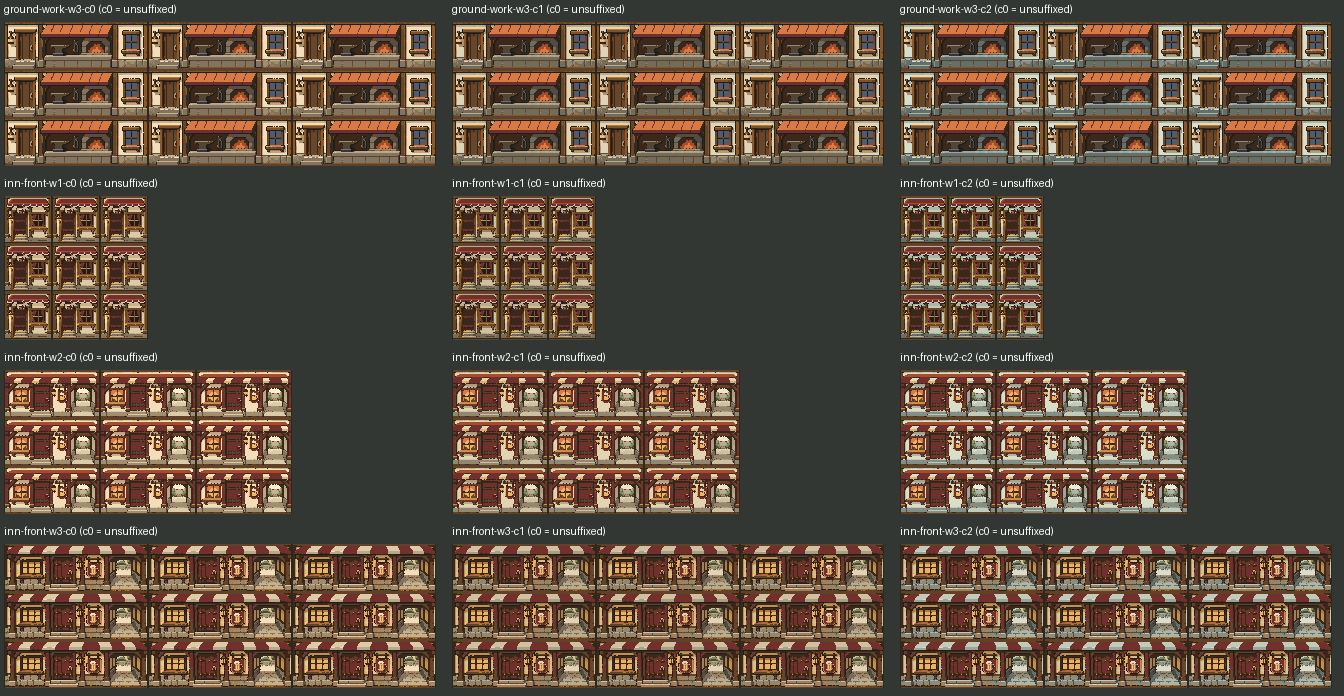 ground-work-w3-c0 (c0 = unsuffixed)
ground-work-w3-c1 (c0 = unsuffixed)
ground-work-w3-c2 (c0 = unsuffixed)
inn-front-w1-c0 (c0 = unsuffixed)
inn-front-w1-c1 (c0 = unsuffixed)
inn-front-w1-c2 (c0 = unsuffixed)
inn-front-w2-c0 (c0 = unsuffixed)
inn-front-w2-c1 (c0 = unsuffixed)
inn-front-w2-c2 (c0 = unsuffixed)
inn-front-w3-c0 (c0 = unsuffixed)
inn-front-w3-c1 (c0 = unsuffixed)
inn-front-w3-c2 (c0 = unsuffixed)